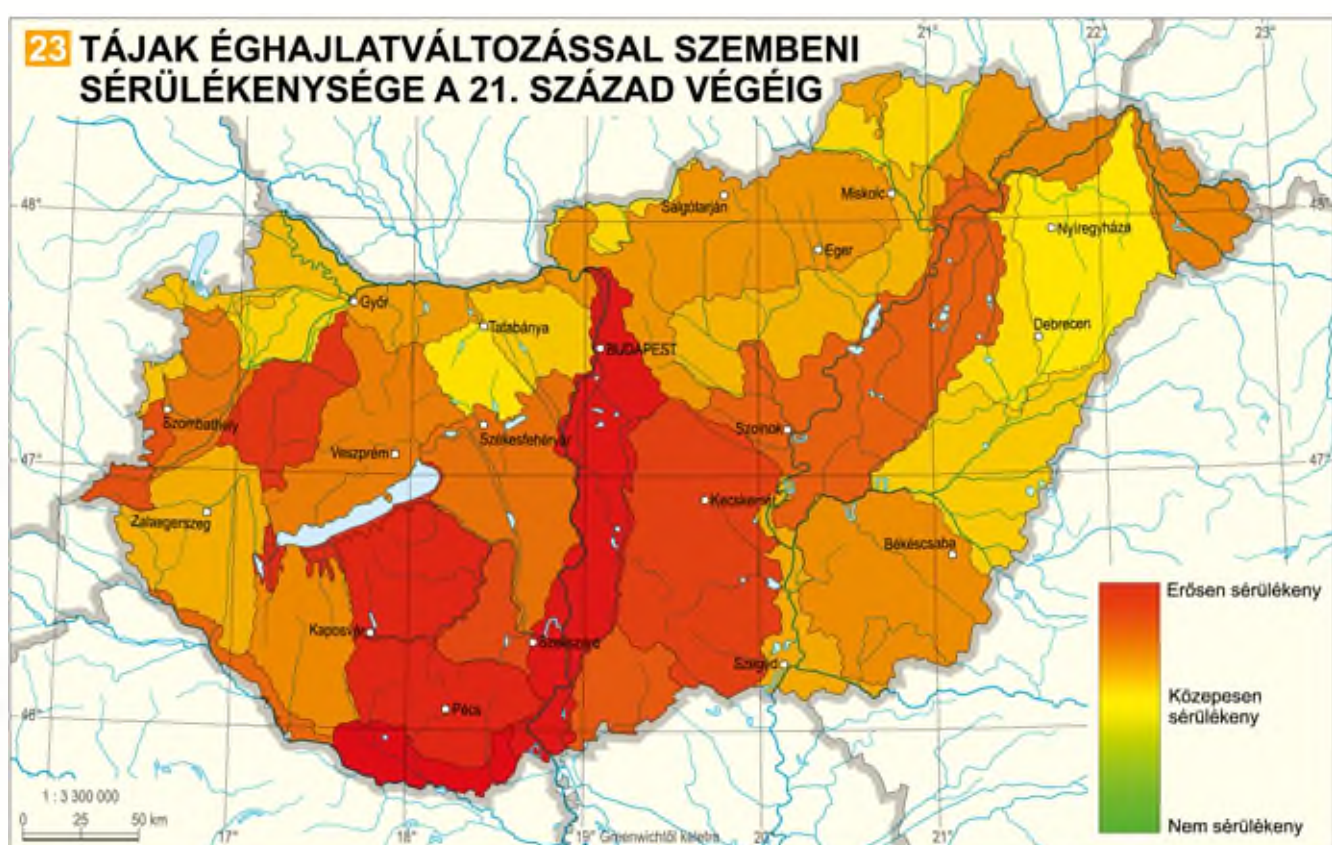 23 TÁJAK ÉGHAJLATVÁLTOZÁSSAL SZEMBENI
SÉRÜLÉKENYSÉGE A 21. SZÁZAD VÉGÉIG
21°
22°
23°
48°
48°
Salgótarján
Miskolc
Nyíregyháza
Eger
Győr
Tatabánya
BUDAPEST
Debrecen
Szombathely
Székesfehérvár
Szolnok
Veszprém
47°
47°
Kecskemét
Zalaegerszeg
Békéscsaba
Kaposvár
Szekszárd
Szeged
46°
Pécs
Erősen sérülékeny
Közepesen
sérülékeny
Nem sérülékeny
1 : 3 300 000
0 25 50 km
17°
18°
19° Greenwichtől keletre
20°
21°